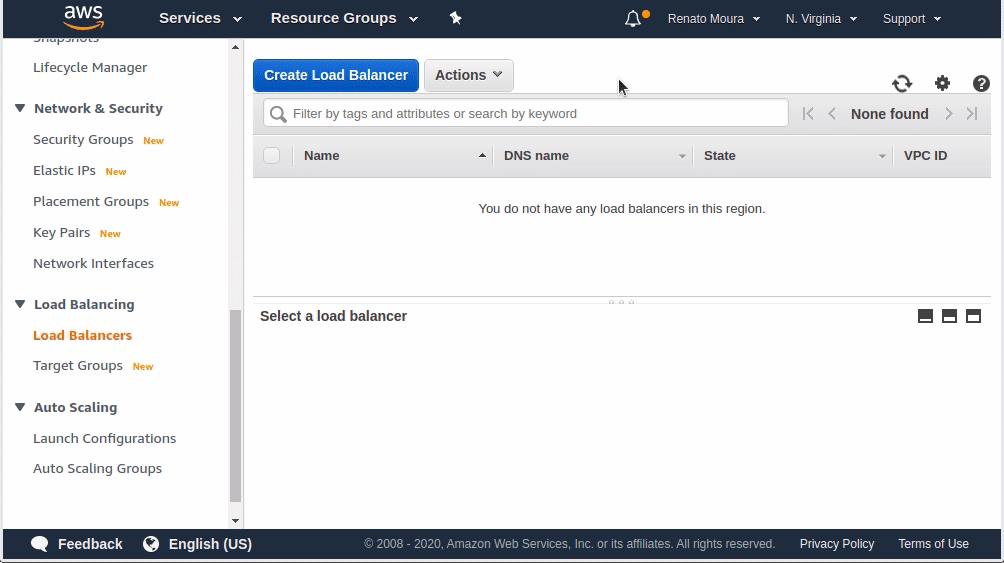 aws
Services
Resource Groups
Renato Moura
N. Virginia
Support
Snapshots
Lifecycle Manager
Network & Security
Security Groups New
Elastic IPs New
Placement Groups New
Key Pairs New
Network Interfaces
Load Balancing
Load Balancers
Target Groups New
Auto Scaling
Launch Configurations
Auto Scaling Groups
Create Load Balancer
Actions
Filter by tags and attributes or search by keyword
None found
Name
DNS name
State
VPC ID
You do not have any load balancers in this region.
Select a load balancer
Feedback
English (US)
© 2008 - 2020, Amazon Web Services, Inc. or its affiliates. All rights reserved.
Privacy Policy
Terms of Use